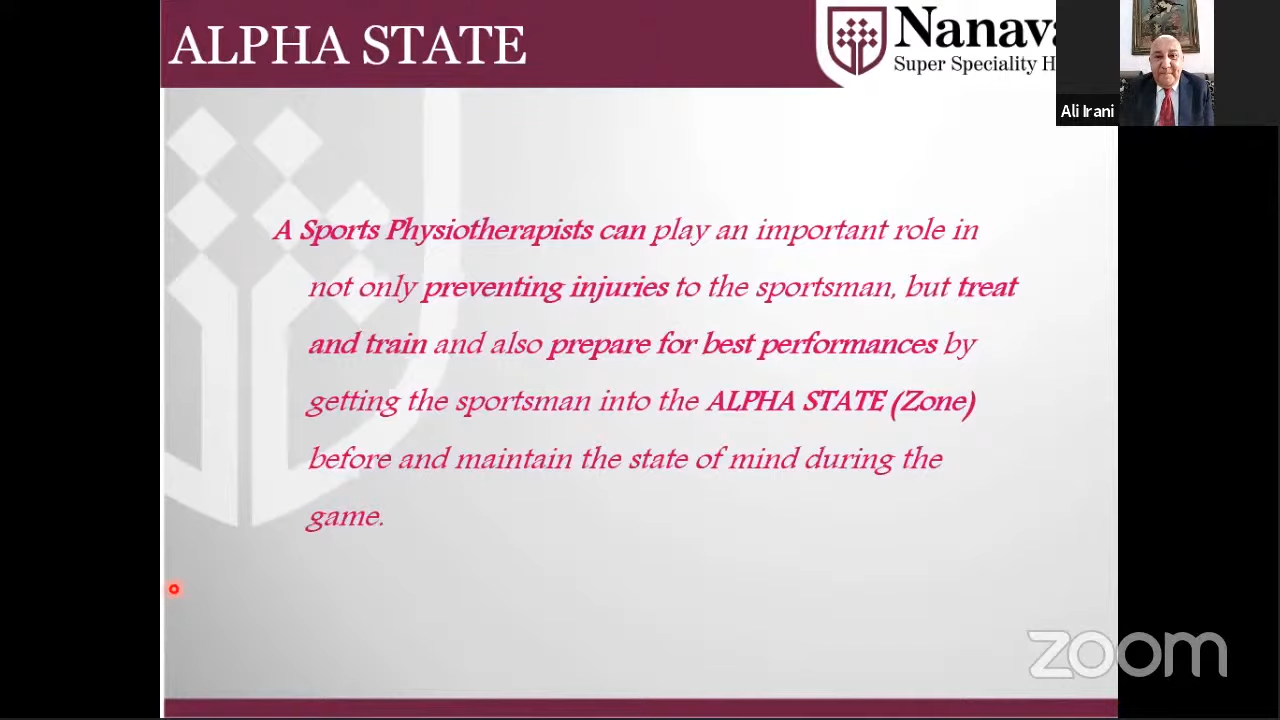 ALPHA STATE
Nanava
Super Speciality H
Ali Irani
A Sports Physiotherapists can play an important role in
not only preventing injuries to the sportsman, but treat
and train and also prepare for best performances by
getting the sportsman into the ALPHA STATE (Zone)
before and maintain the state of mind during the
game.
zoom